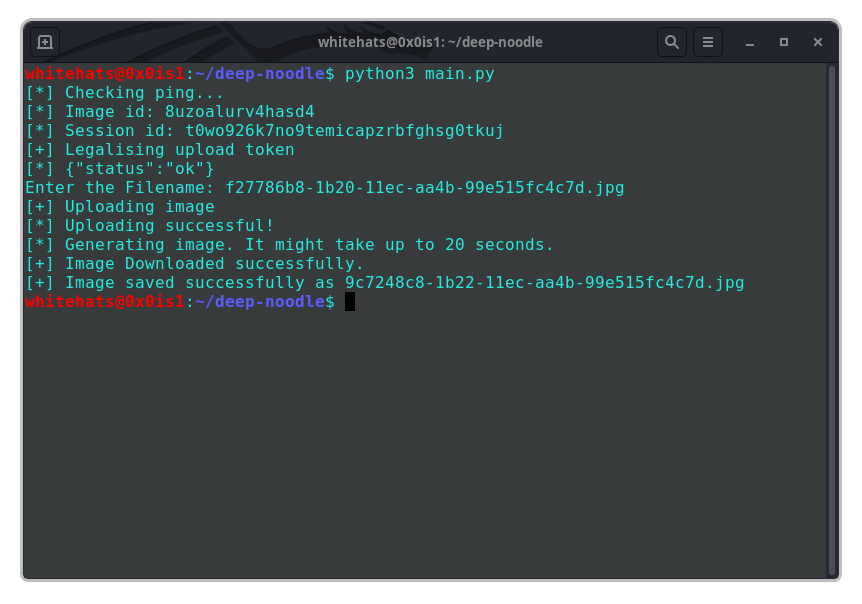 whitehats@0x0is1: ~/deep-noodle
whitehats@0x0is1:~/deep-noodle$ python3 main.py
[*] Checking ping...
[*] Image id: 8uzoalurv4hasd4
[*] Session id: t0wo926k7no9temicapzrbfghsg0tkuj
[+] Legalising upload token
[*] {"status":"ok"}
Enter the Filename: f27786b8-1b20-11ec-aa4b-99e515fc4c7d.jpg
[+] Uploading image
[*] Uploading successful!
[*] Generating image. It might take up to 20 seconds.
[+] Image Downloaded successfully.
[+] Image saved successfully as 9c7248c8-1b22-11ec-aa4b-99e515fc4c7d.jpg
whitehats@0x0is1:~/deep-noodle$